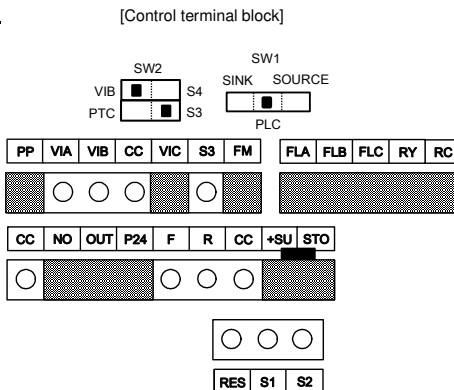 [Control terminal block]
SW2
SW1
VIB S4
SINK SOURCE
PTC S3
PLC
PP VIA VIB CC VIC S3 FM FLA FLB FLC RY RC
CC NO OUT P24 F R CC +SU STO
RES S1 S2